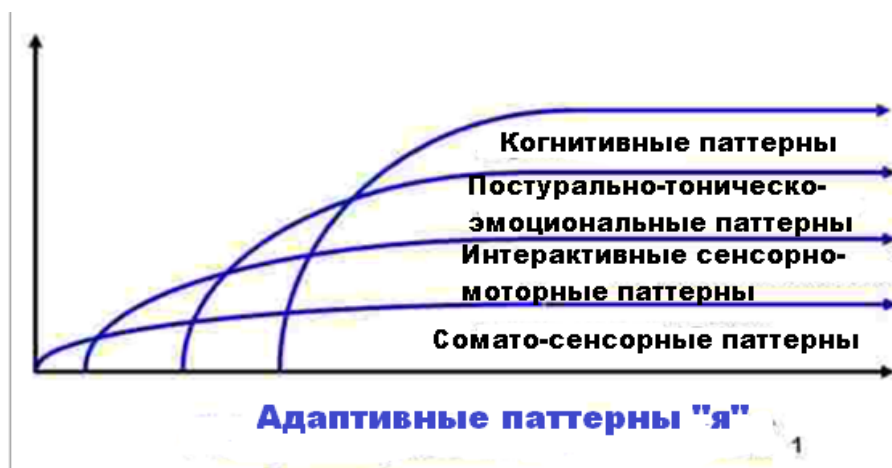 Когнитивные паттерны
Постурально-тоническо-
эмоциональные паттерны
Интерактивные сенсорно-
моторные паттерны
Сомато-сенсорные паттерны
Адаптивные паттерны "я"
1